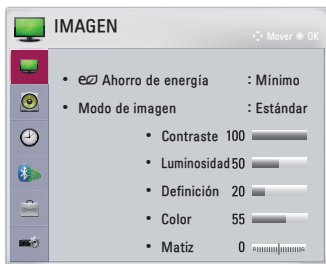 IMAGEN
Mover OK
• Ahorro de energía : Mínimo
• Modo de imagen : Estándar
• Contraste 100
• Luminosidad 50
• Definición 20
• Color 55
• Matiz 0